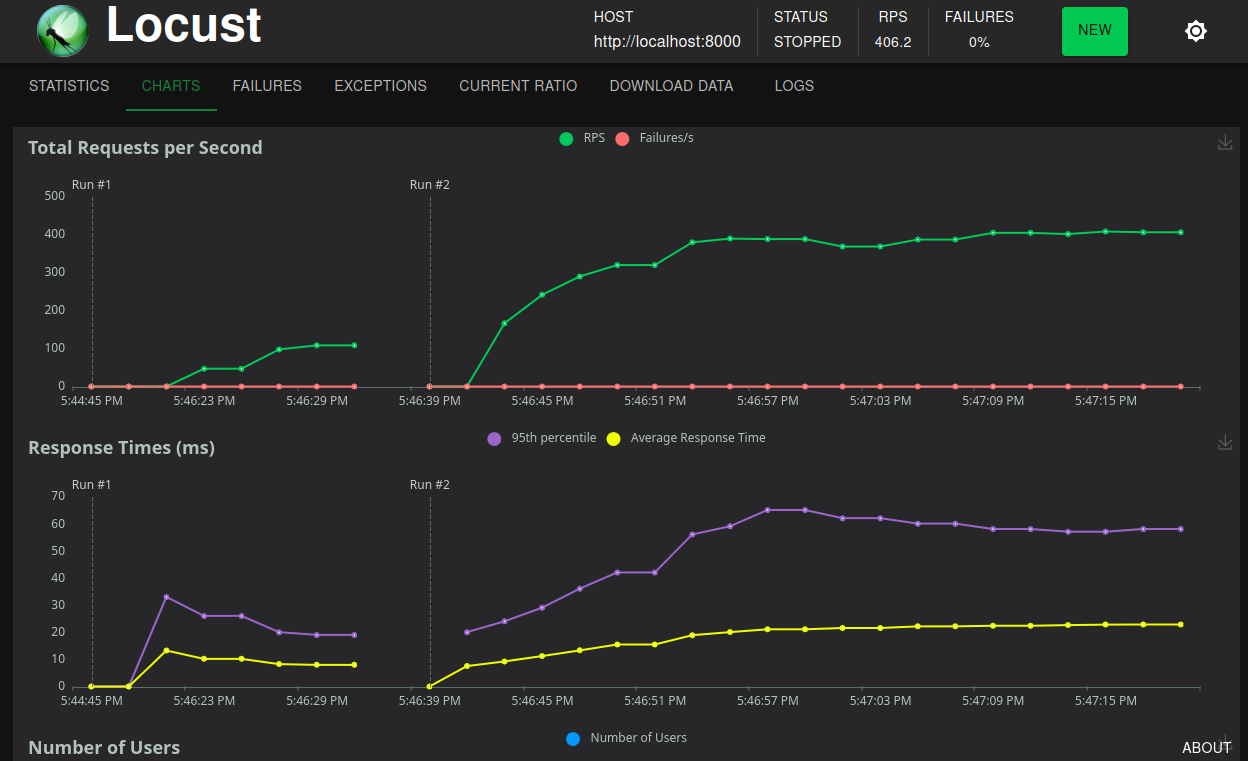 Locust
HOST
http://localhost:8000
STATUS
STOPPED
RPS
406.2
FAILURES
0%
NEW
STATISTICS CHARTS FAILURES EXCEPTIONS CURRENT RATIO DOWNLOAD DATA LOGS
Total Requests per Second
RPS Failures/s
Run #1 Run #2
500
400
300
200
100
0
5:44:45 PM 5:46:23 PM 5:46:29 PM 5:46:39 PM 5:46:45 PM 5:46:51 PM 5:46:57 PM 5:47:03 PM 5:47:09 PM 5:47:15 PM
Response Times (ms)
95th percentile Average Response Time
Run #1 Run #2
70
60
50
40
30
20
10
0
5:44:45 PM 5:46:23 PM 5:46:29 PM 5:46:39 PM 5:46:45 PM 5:46:51 PM 5:46:57 PM 5:47:03 PM 5:47:09 PM 5:47:15 PM
Number of Users
Number of Users
ABOUT